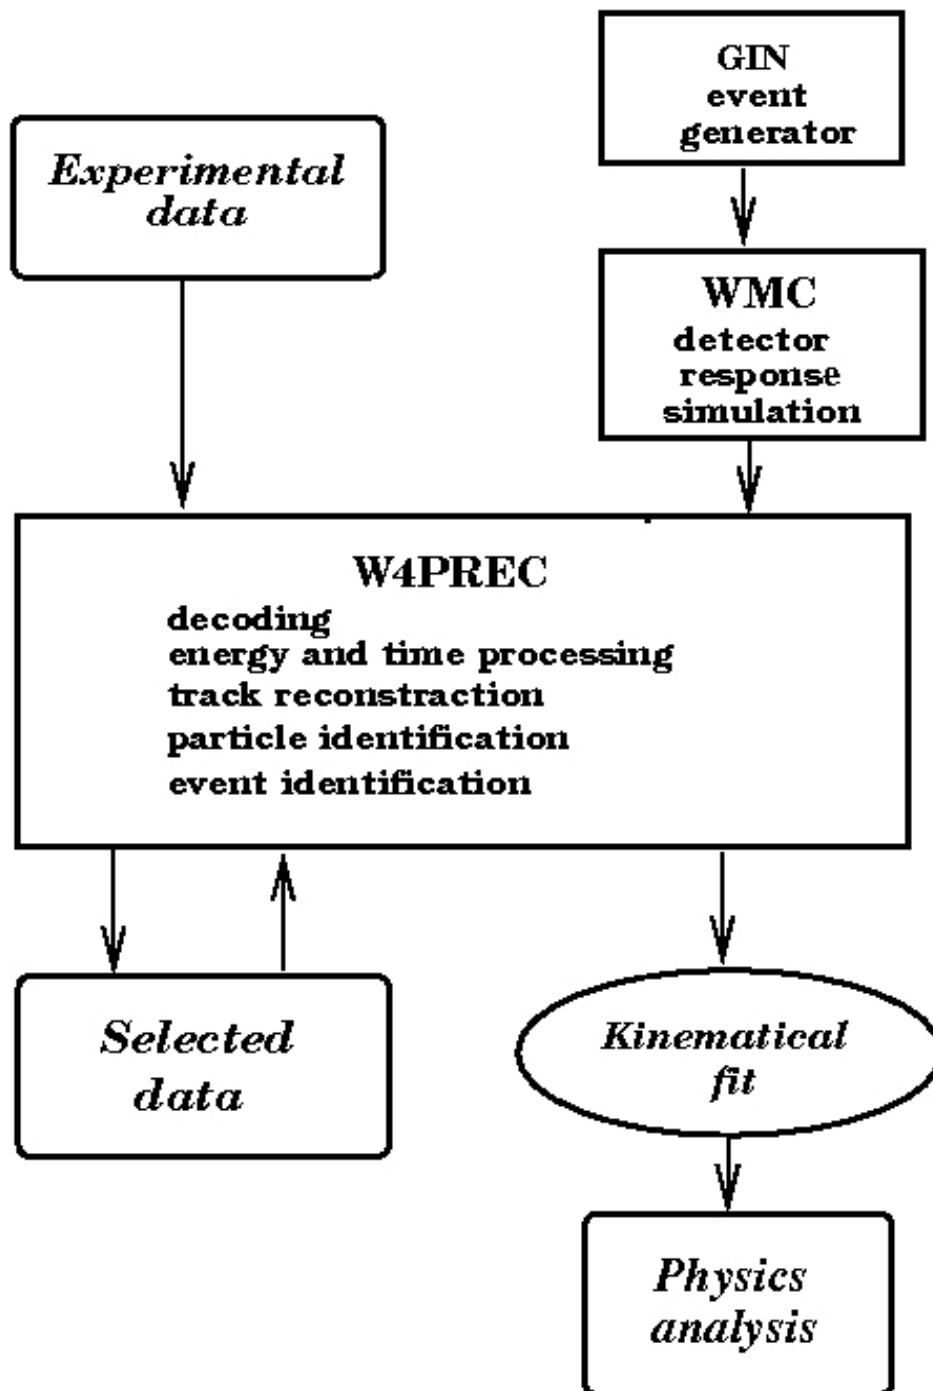 GIN
event
generator
Experimental
data
WMC
detector
response
simulation
W4PREC
decoding
energy and time processing
track reconstraction
particle identification
event identification
Selected
data
Kinematical
fit
Physics
analysis